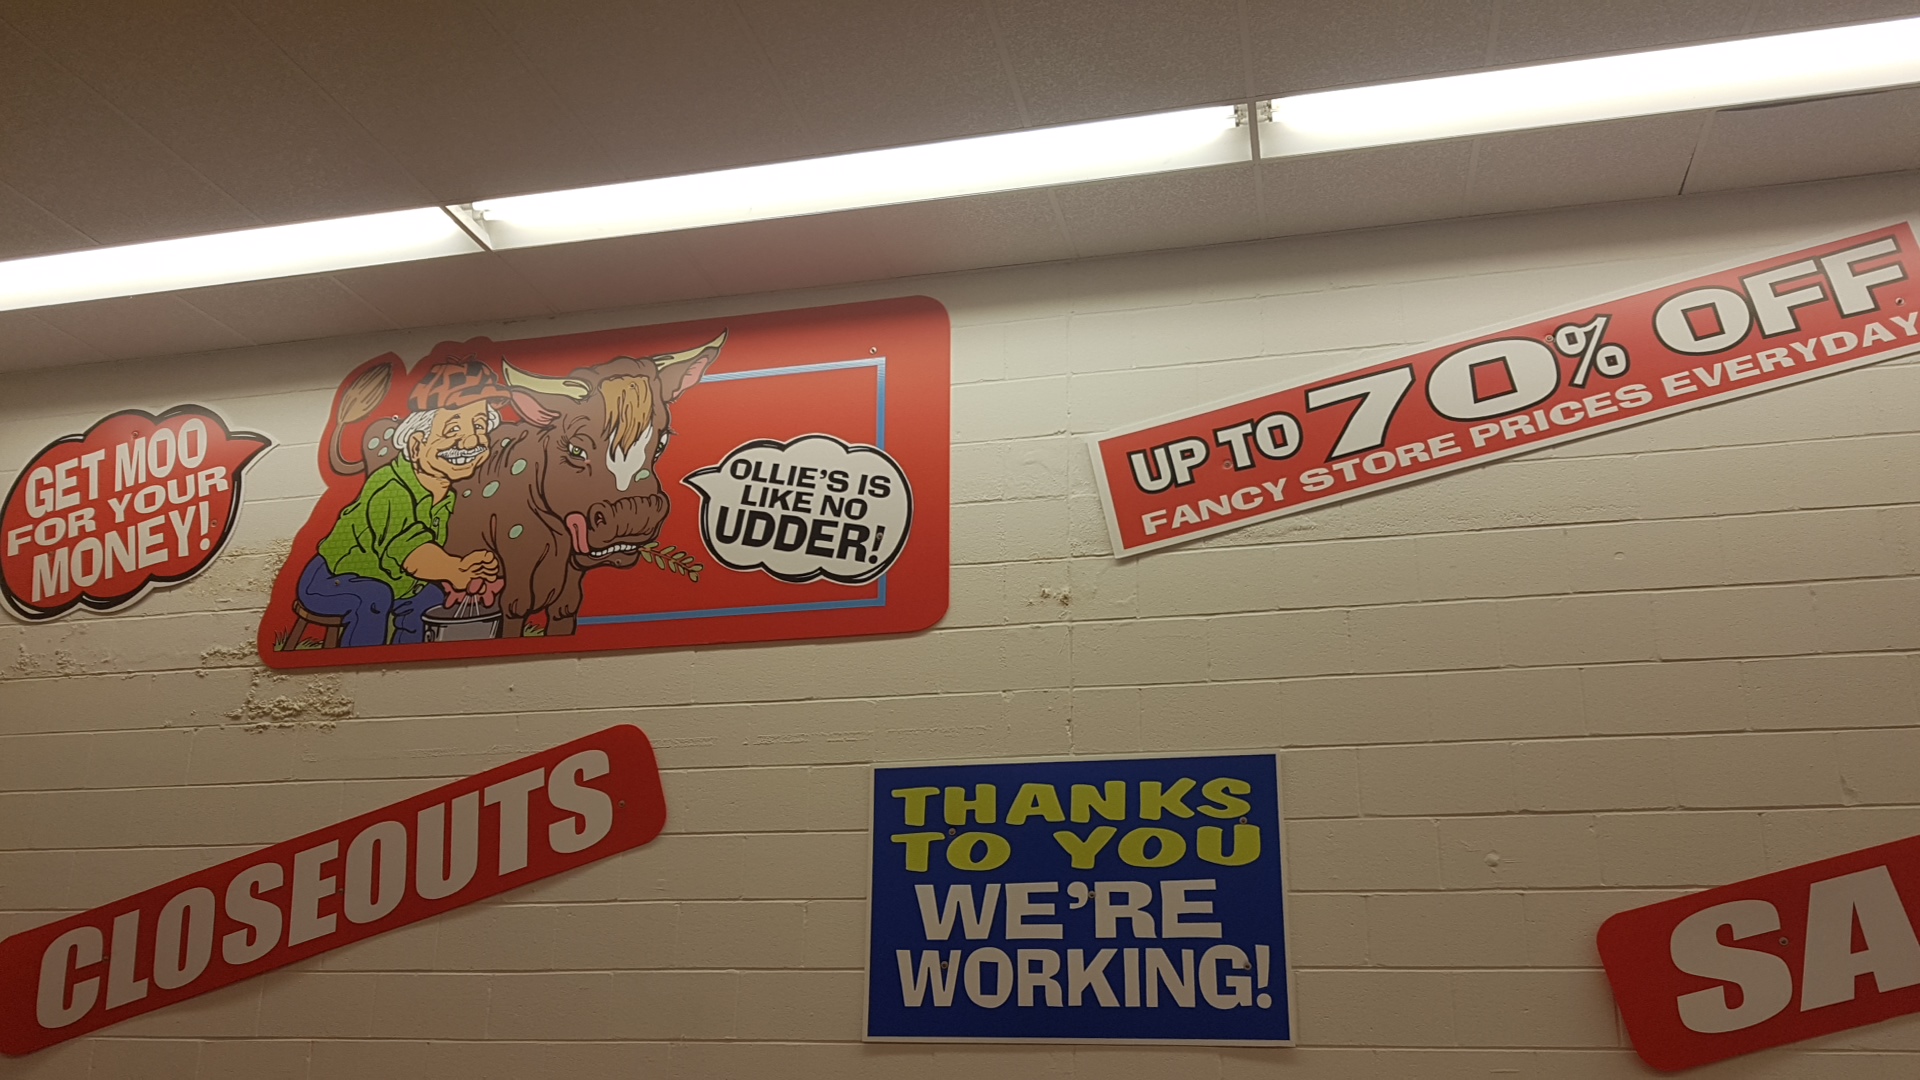 GET MOO
FOR YOUR
MONEY!
OLLIE'S IS
LIKE NO
UDDER!
UP TO 70% OFF
FANCY STORE PRICES EVERYDAY
CLOSEOUTS
THANKS
TO YOU
WE'RE
WORKING!
SA